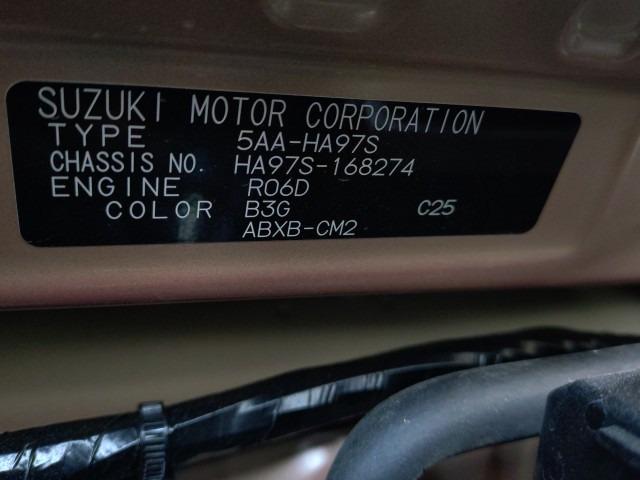 SUZUKI MOTOR CORPORATION
TYPE 5AA-HA97S
CHASSIS NO. HA97S-168274
ENGINE R06D
COLOR B3G C25
ABXB-CM2